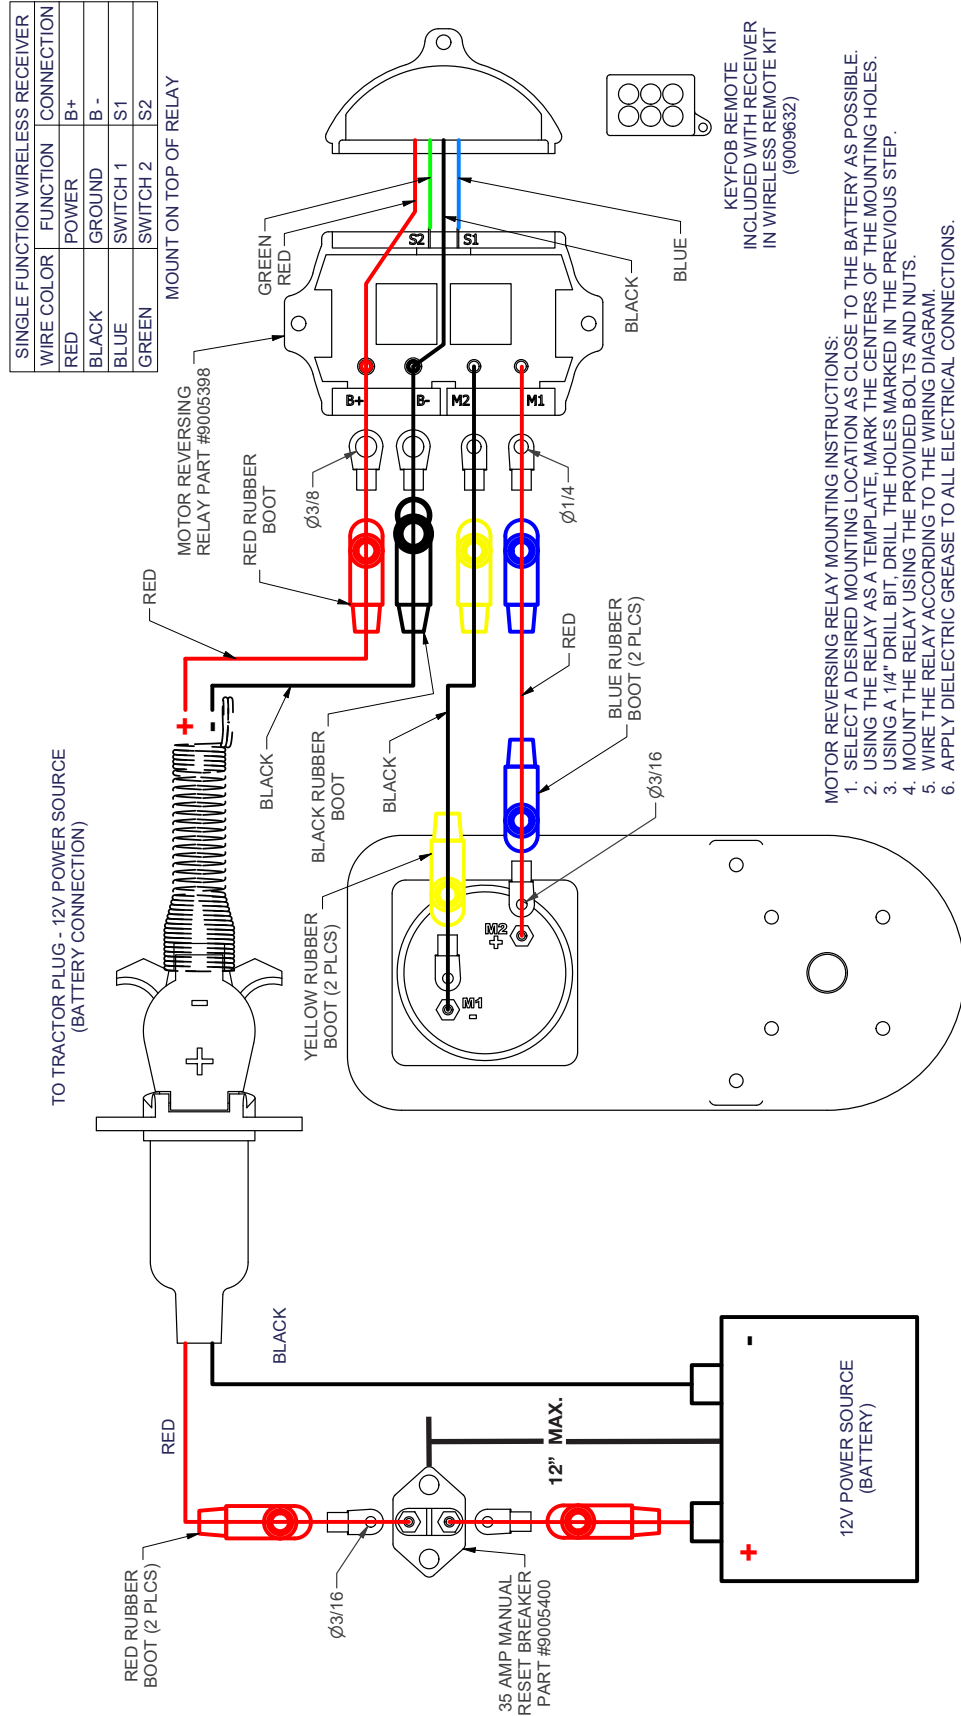 SINGLE FUNCTION WIRELESS RECEIVER
WIRE COLOR FUNCTION CONNECTION
RED POWER B+
BLACK GROUND B -
BLUE SWITCH 1 S1
GREEN SWITCH 2 S2
MOUNT ON TOP OF RELAY
TO TRACTOR PLUG - 12V POWER SOURCE
(BATTERY CONNECTION)
RED
BLACK
+
-
RED
BLACK
MOTOR REVERSING
RELAY PART #9005398
RED RUBBER
BOOT
Ø3/8
GREEN
RED
S2
S1
B+
B-
M2
M1
BLACK
BLUE
KEYFOB REMOTE
INCLUDED WITH RECEIVER
IN WIRELESS REMOTE KIT
(9009632)
BLACK RUBBER
BOOT
BLACK
YELLOW RUBBER
BOOT (2 PLCS)
Ø1/4
RED
BLUE RUBBER
BOOT (2 PLCS)
Ø3/16
M2
+
M1
-
+
-
RED RUBBER
BOOT (2 PLCS)
Ø3/16
35 AMP MANUAL
RESET BREAKER
PART #9005400
12” MAX.
+
-
12V POWER SOURCE
(BATTERY)
MOTOR REVERSING RELAY MOUNTING INSTRUCTIONS:
1. SELECT A DESIRED MOUNTING LOCATION AS CLOSE TO THE BATTERY AS POSSIBLE.
2. USING THE RELAY AS A TEMPLATE, MARK THE CENTERS OF THE MOUNTING HOLES.
3. USING A 1/4" DRILL BIT, DRILL THE HOLES MARKED IN THE PREVIOUS STEP.
4. MOUNT THE RELAY USING THE PROVIDED BOLTS AND NUTS.
5. WIRE THE RELAY ACCORDING TO THE WIRING DIAGRAM.
6. APPLY DIELECTRIC GREASE TO ALL ELECTRICAL CONNECTIONS.